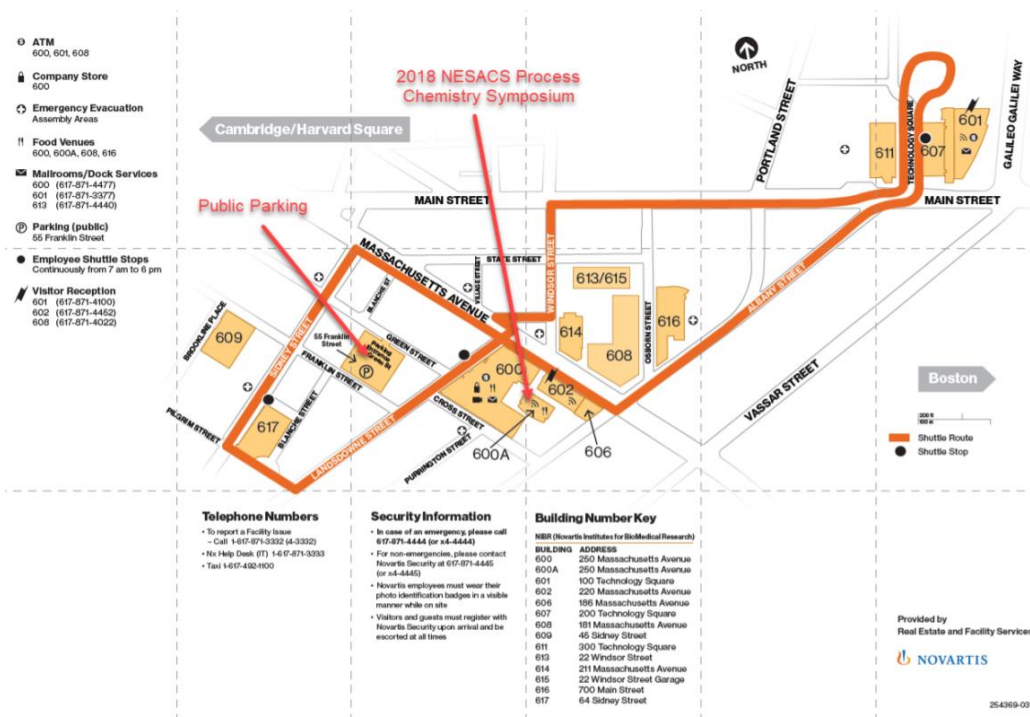 ATM
600, 601, 608
Company Store
600
Emergency Evacuation
Assembly Areas
Food Venues
600, 600A, 608, 616
Mailrooms/Dock Services
600 (617-871-4477)
601 (617-871-3377)
613 (617-871-4440)
Parking (public)
55 Franklin Street
Employee Shuttle Stops
Continuously from 7 am to 6 pm
Visitor Reception
601 (617-871-4100)
602 (617-871-4452)
608 (617-871-4022)
2018 NESACS Process
Chemistry Symposium
Public Parking
Cambridge/Harvard Square
NORTH
PORTLAND STREET
TECHNOLOGY SQUARE
GALILEO GALILEI WAY
601
611
607
MAIN STREET
MAIN STREET
MASSACHUSETTS AVENUE
STATE STREET
VILLAGE STREET
WINDSOR STREET
ALBANY STREET
613/615
614
608
OSBORN STREET
616
VASSAR STREET
Boston
200 ft
100 m
Shuttle Route
Shuttle Stop
BROOKLINE PLACE
609
SIDNEY STREET
BLANCHE ST
55 Franklin
Street
Parking
Entrance
P
GREEN STREET
FRANKLIN STREET
PILGRIM STREET
617
BLANCHE STREET
LANDSDOWNE STREET
CROSS STREET
PURRINGTON STREET
600
602
600A
606
Telephone Numbers
• To report a Facility Issue
– Call 1-617-871-3332 (4-3332)
• Nx Help Desk (IT) 1-617-871-3333
• Taxi 1-617-492-1100
Security Information
• In case of an emergency, please call
617-871-4444 (or x4-4444)
• For non-emergencies, please contact
Novartis Security at 617-871-4445
(or x4-4445)
• Novartis employees must wear their
photo identification badges in a visible
manner while on site
• Visitors and guests must register with
Novartis Security upon arrival and be
escorted at all times
Building Number Key
NIBR (Novartis Institutes for BioMedical Research)
BUILDING ADDRESS
600 250 Massachusetts Avenue
600A 250 Massachusetts Avenue
601 100 Technology Square
602 220 Massachusetts Avenue
606 186 Massachusetts Avenue
607 200 Technology Square
608 181 Massachusetts Avenue
609 45 Sidney Street
611 300 Technology Square
613 22 Windsor Street
614 211 Massachusetts Avenue
615 22 Windsor Street Garage
616 700 Main Street
617 64 Sidney Street
Provided by
Real Estate and Facility Services
NOVARTIS
254369-03